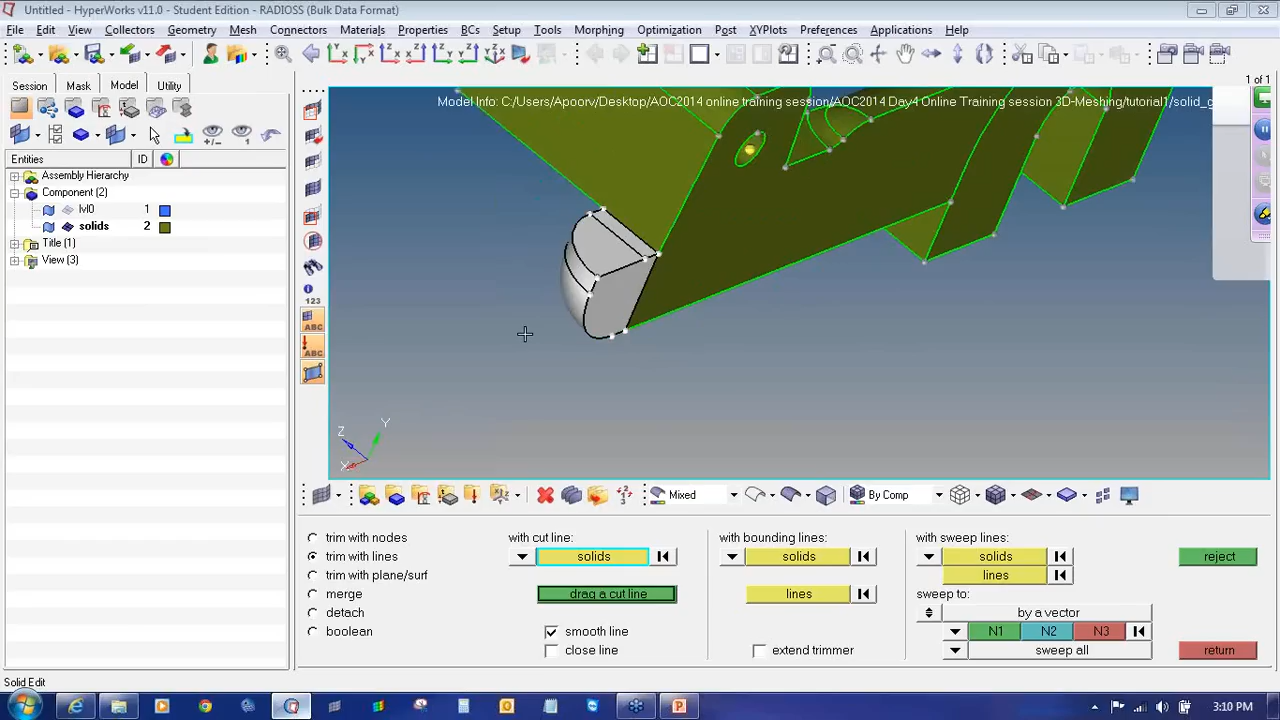 Untitled - HyperWorks v11.0 - Student Edition - RADIOSS (Bulk Data Format)
File Edit View Collectors Geometry Mesh Connectors Materials Properties BCs Setup Tools Morphing Optimization Post XYPlots Preferences Applications Help
Session Mask Model Utility
1 of 1
Model Info: C:/Users/Apoorv/Desktop/AOC2014 online training session/AOC2014 Day4 Online Training session 3D-Meshing/tutorial1/solid_g
Entities ID
Assembly Hierarchy
Component (2)
lvl0 1
solids 2
Title (1)
View (3)
123
ABC
ABC
Y
Z
X
Mixed
By Comp
trim with nodes
trim with lines
trim with plane/surf
merge
detach
boolean
with cut line:
solids
drag a cut line
smooth line
close line
with bounding lines:
solids
lines
extend trimmer
with sweep lines:
solids
lines
sweep to:
by a vector
N1 N2 N3
sweep all
reject
return
Solid Edit
3:10 PM